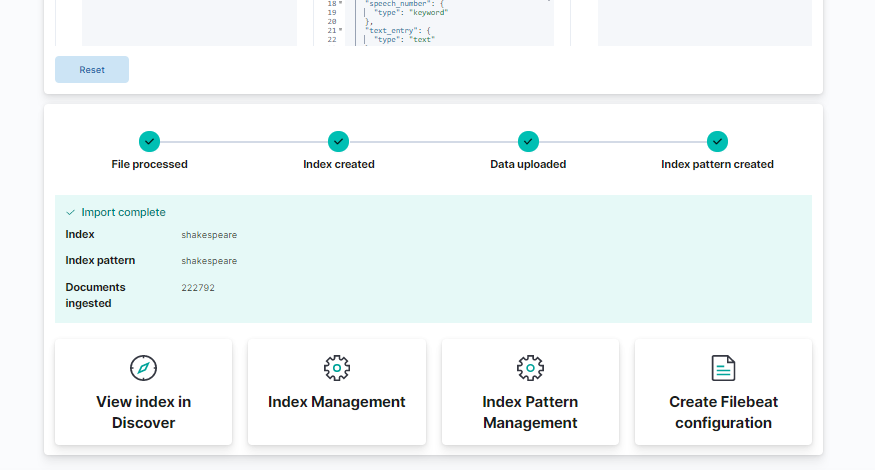 18 "speech_number": {
19 "type": "keyword"
20 },
21 "text_entry": {
22 "type": "text"
Reset
File processed
Index created
Data uploaded
Index pattern created
Import complete
Index shakespeare
Index pattern shakespeare
Documents
ingested
222792
View index in
Discover
Index Management
Index Pattern
Management
Create Filebeat
configuration